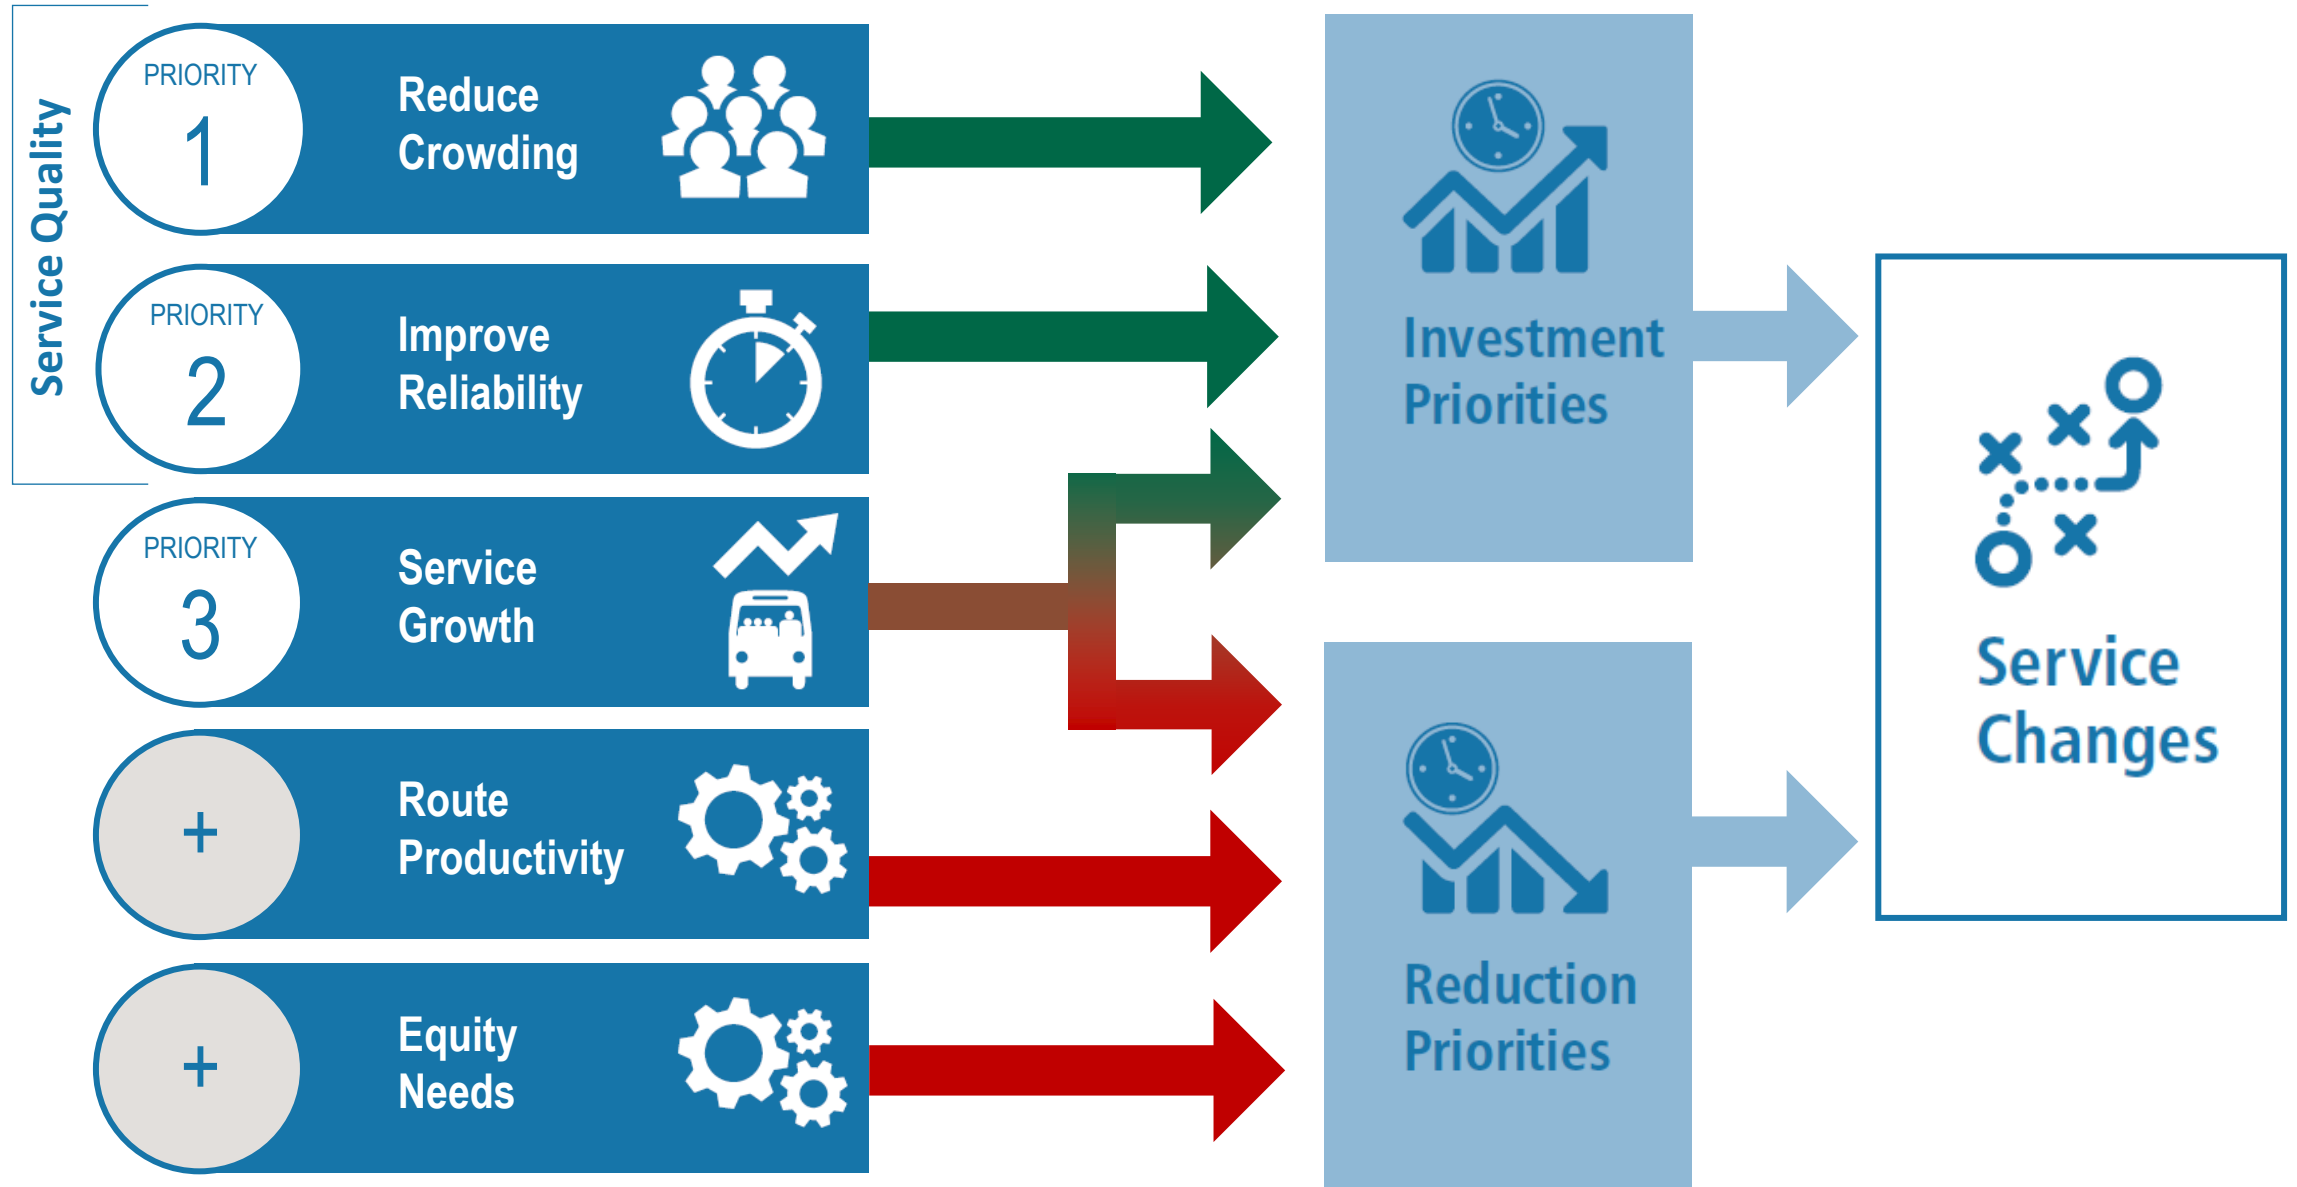 Service Quality
PRIORITY
1
Reduce
Crowding
PRIORITY
2
Improve
Reliability
PRIORITY
3
Service
Growth
+
Route
Productivity
+
Equity
Needs
Investment
Priorities
Reduction
Priorities
Service
Changes